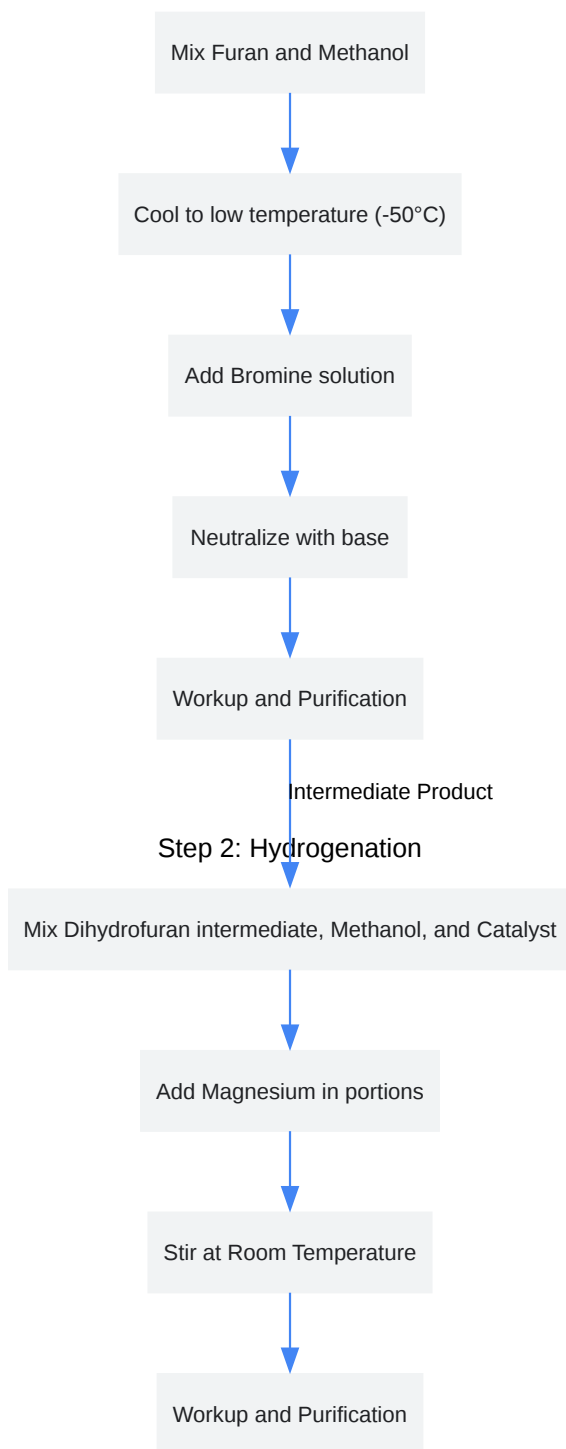 Mix Furan and Methanol
Cool to low temperature (-50°C)
Add Bromine solution
Neutralize with base
Workup and Purification
Intermediate Product
Step 2: Hydrogenation
Mix Dihydrofuran intermediate, Methanol, and Catalyst
Add Magnesium in portions
Stir at Room Temperature
Workup and Purification